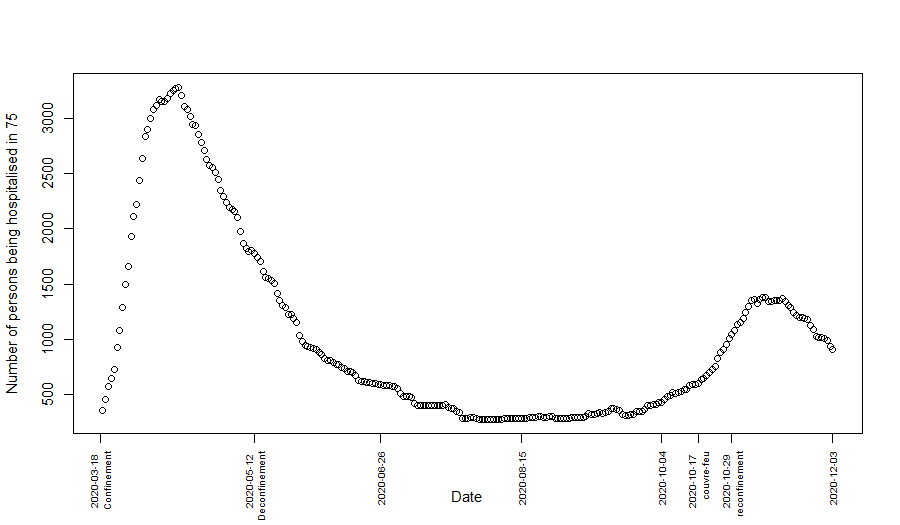 Number of persons being hospitalised in 75
3000
2500
2000
1500
1000
500
2020-03-18
Confinement
2020-05-12
Deconfinement
2020-06-26
2020-08-15
2020-10-04
2020-10-17
couvre-feu
2020-10-29
reconfinement
2020-12-03
Date